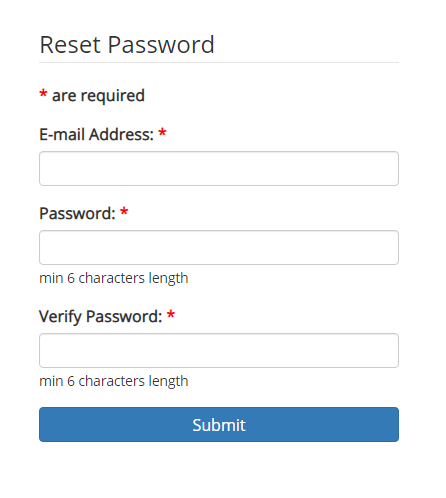 Reset Password
* are required
E-mail Address: *
Password: *
min 6 characters length
Verify Password: *
min 6 characters length
Submit